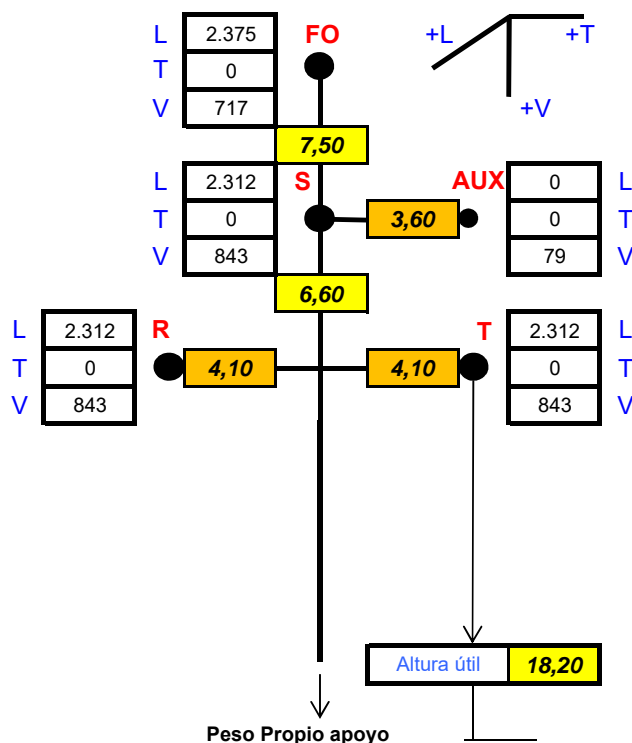 L 2.375 FO +L +T
T 0
V 717 +V
7,50
L 2.312 S AUX 0 L
T 0 3,60 0 T
V 843 79 V
6,60
L 2.312 R T 2.312 L
T 0 4,10 4,10 0 T
V 843 843 V
Altura útil 18,20
Peso Propio apoyo